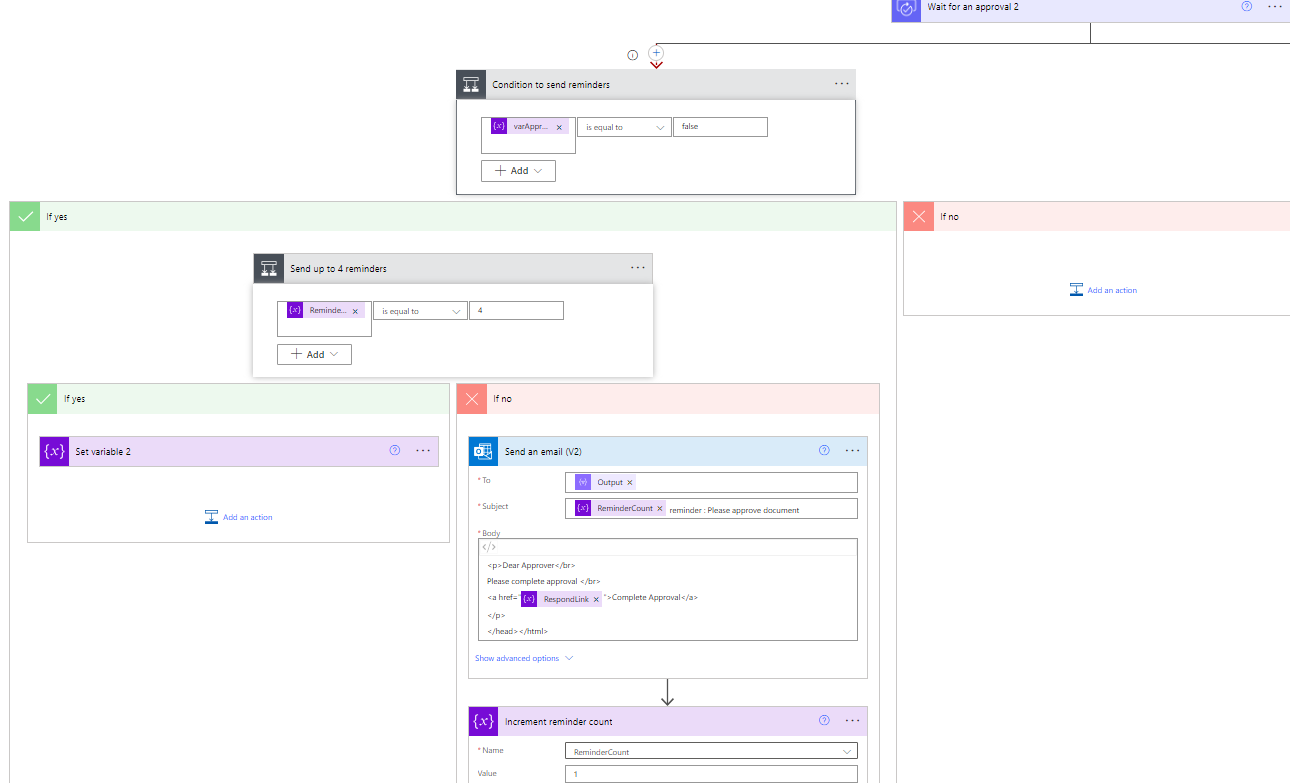 Wait for an approval 2
Condition to send reminders
{x} varAppr... × is equal to false
Add
If yes
If no
Send up to 4 reminders
Add an action
{x} Reminde... × is equal to 4
Add
If yes
If no
{x} Set variable 2
Send an email (V2)
* To {v} Output ×
* Subject {x} ReminderCount × reminder : Please approve document
Add an action
* Body
</>
<p>Dear Approver</br>
Please complete approval </br>
<a href="{x} RespondLink × ">Complete Approval</a>
</p>
</head></html>
Show advanced options
{x} Increment reminder count
* Name ReminderCount
Value 1